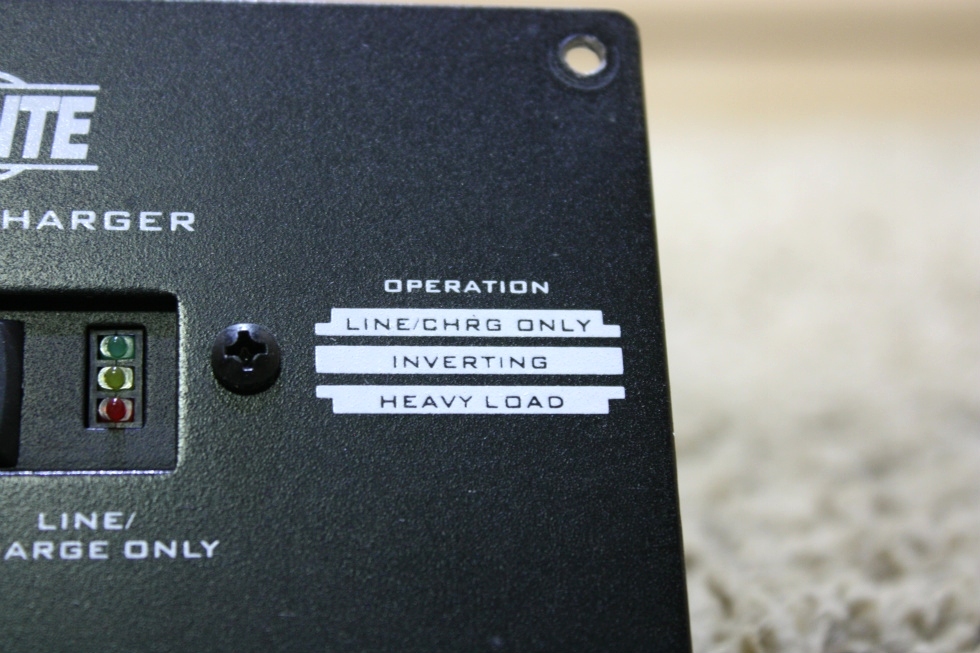 ITE
HARGER
OPERATION
LINE/CHRG ONLY
INVERTING
HEAVY LOAD
LINE/
ARGE ONLY